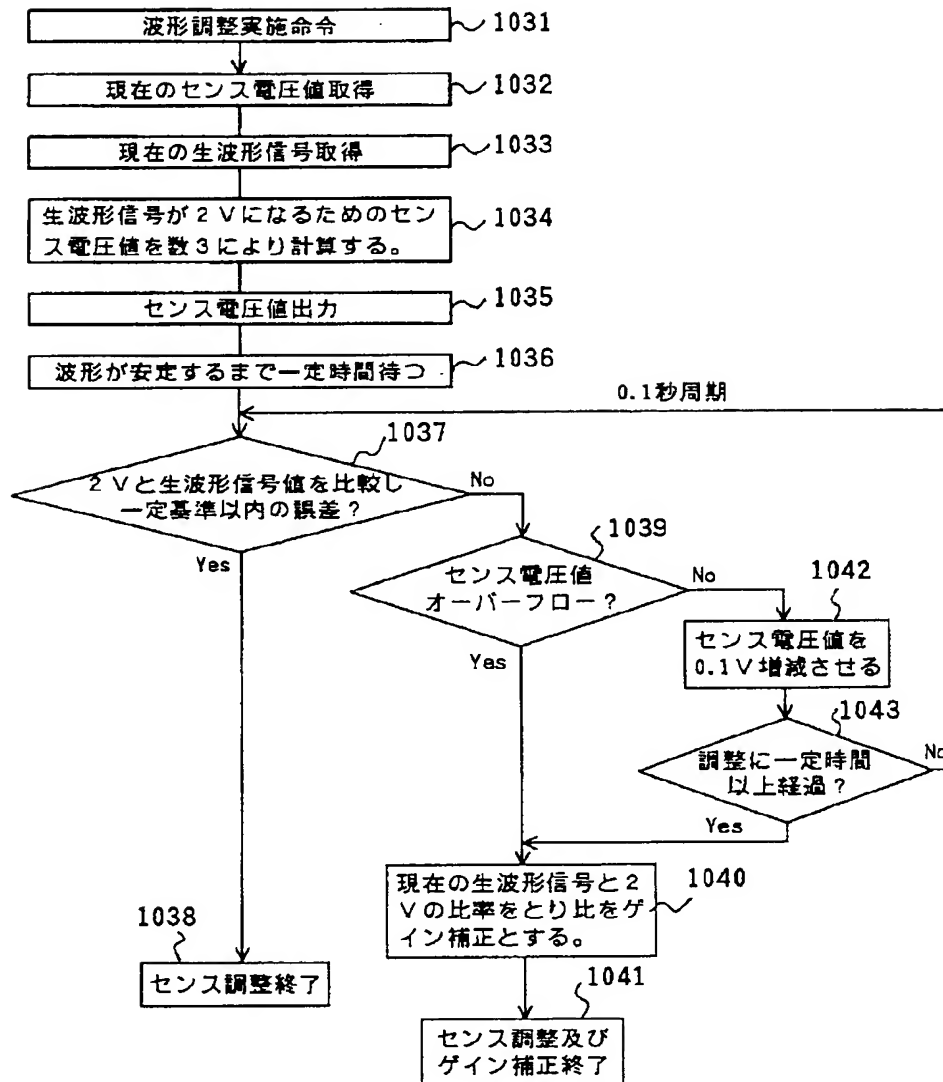 波形調整実施命令
1031
現在のセンス電圧値取得
1032
現在の生波形信号取得
1033
生波形信号が２Ｖになるためのセン
ス電圧値を数３により計算する。
1034
センス電圧値出力
1035
波形が安定するまで一定時間待つ
1036
0.1秒周期
1037
２Ｖと生波形信号値を比較し
一定基準以内の誤差？
No
Yes
1039
センス電圧値
オーバーフロー？
No
Yes
1042
センス電圧値を
0.1Ｖ増減させる
1043
調整に一定時間
以上経過？
No
Yes
現在の生波形信号と２
Ｖの比率をとり比をゲ
イン補正とする。
1040
1038
センス調整終了
1041
センス調整及び
ゲイン補正終了